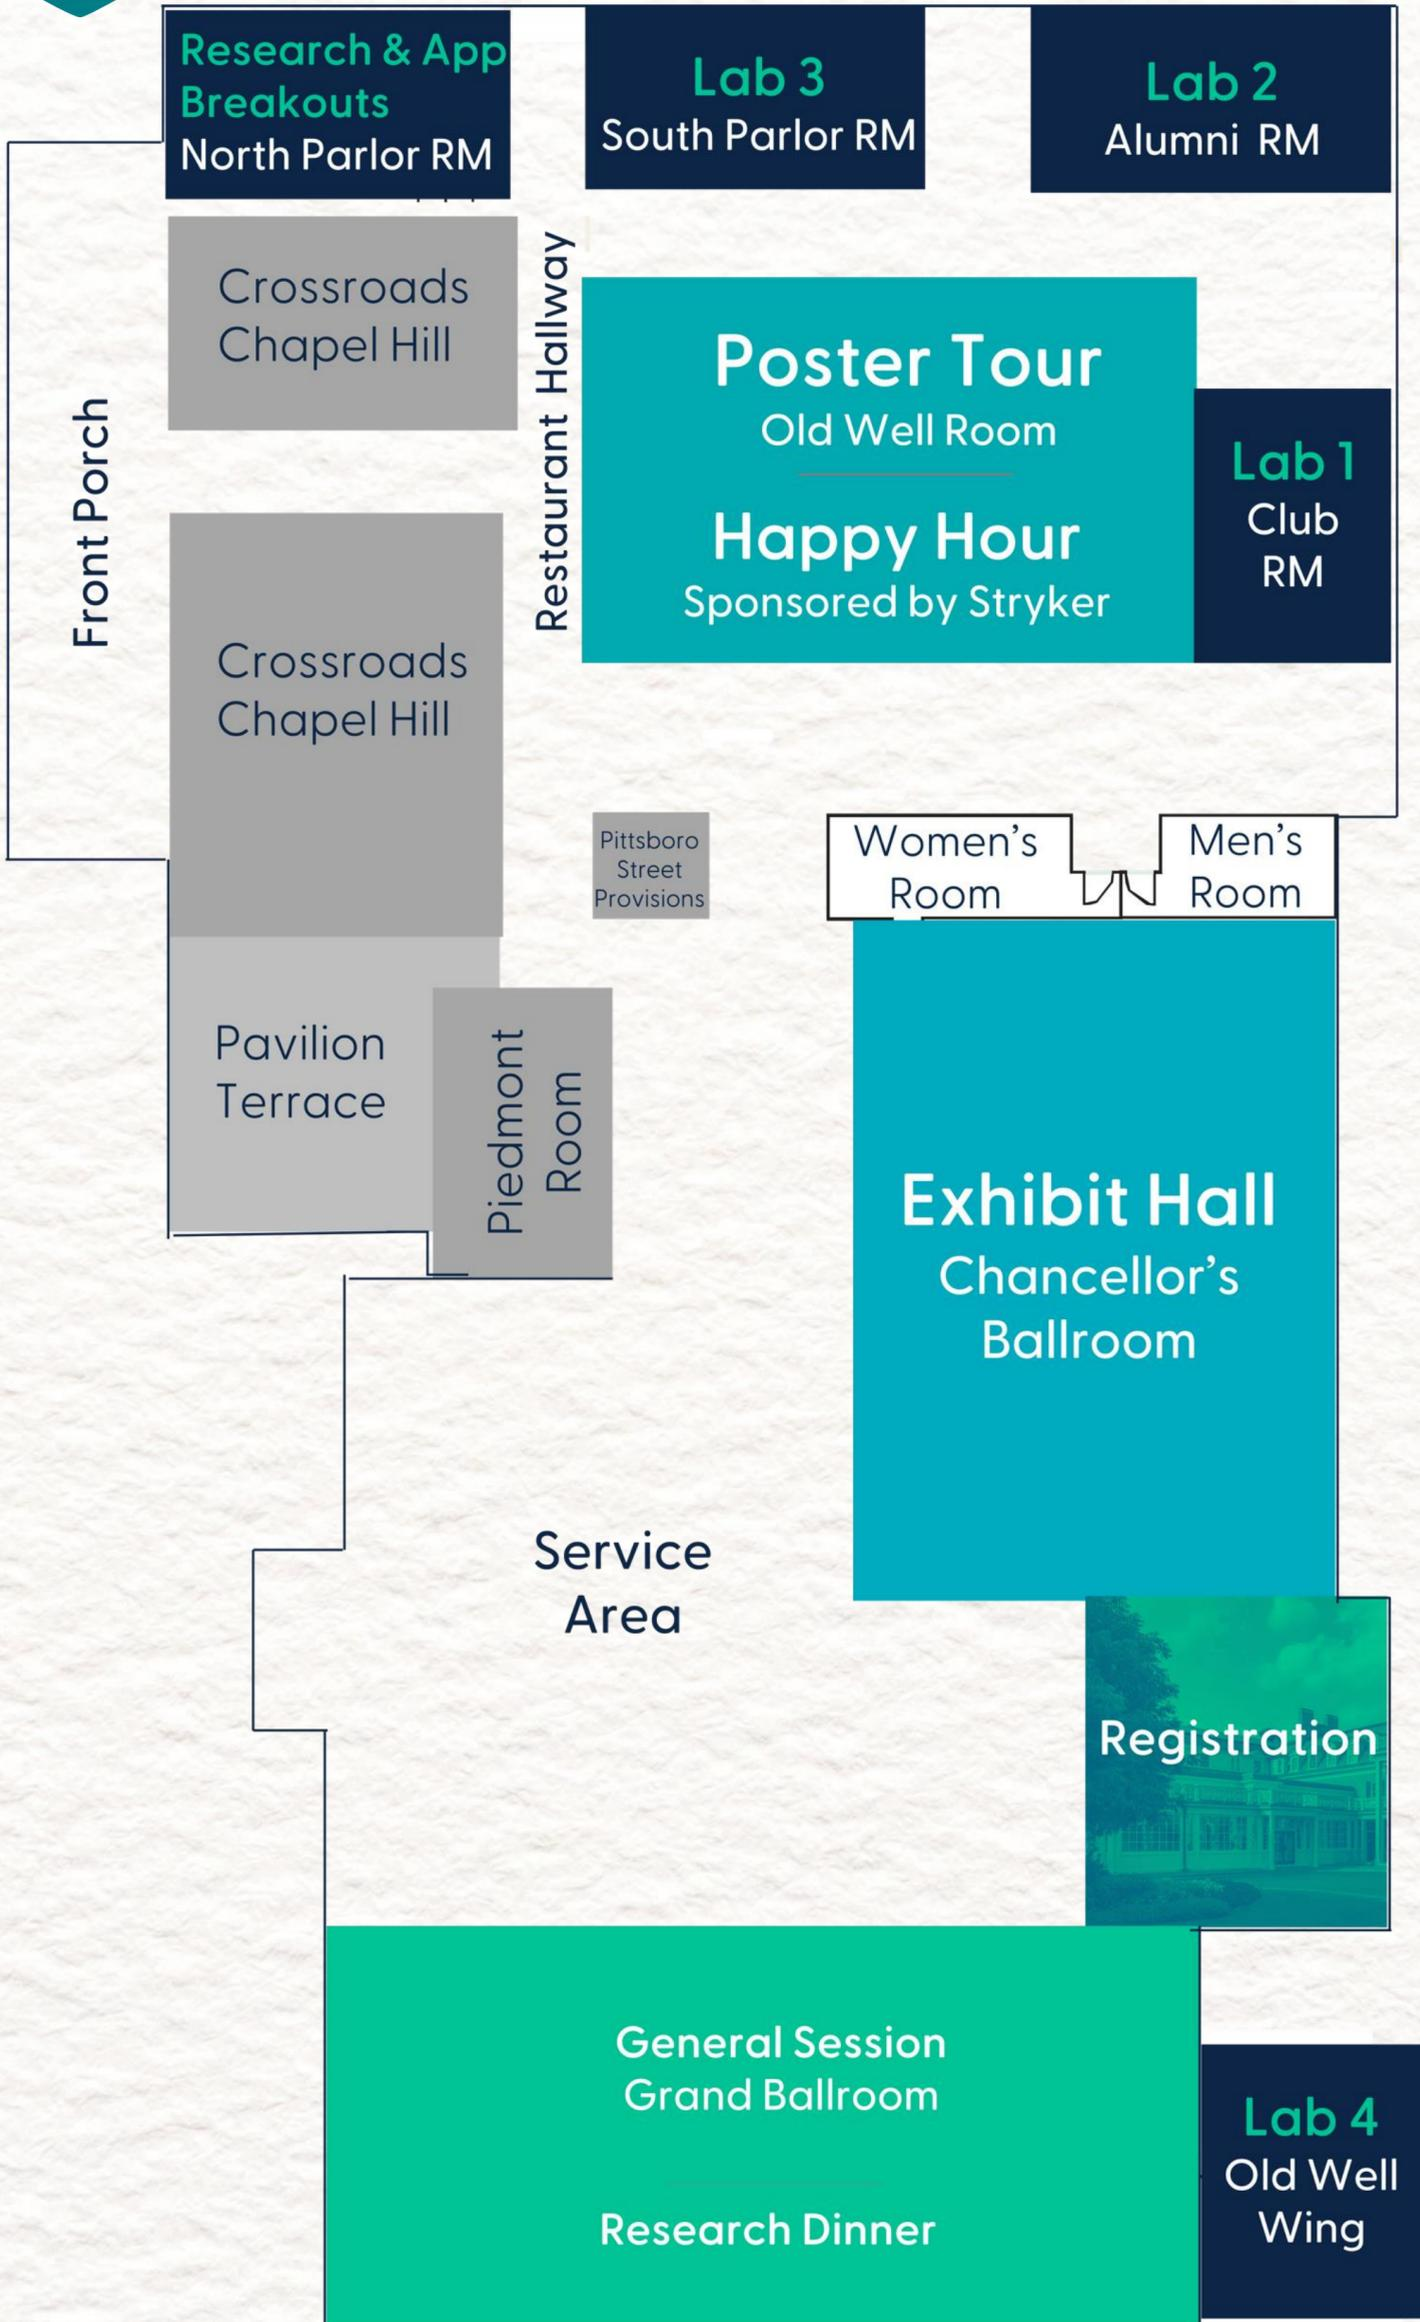 Research & App
Breakouts
North Parlor RM
Lab 3
South Parlor RM
Lab 2
Alumni RM
Crossroads
Chapel Hill
Restaurant Hallway
Front Porch
Poster Tour
Old Well Room
Happy Hour
Sponsored by Stryker
Lab 1
Club
RM
Crossroads
Chapel Hill
Pittsboro
Street
Provisions
Women's
Room
Men's
Room
Pavilion
Terrace
Piedmont
Room
Exhibit Hall
Chancellor's
Ballroom
Service
Area
Registration
General Session
Grand Ballroom
Research Dinner
Lab 4
Old Well
Wing